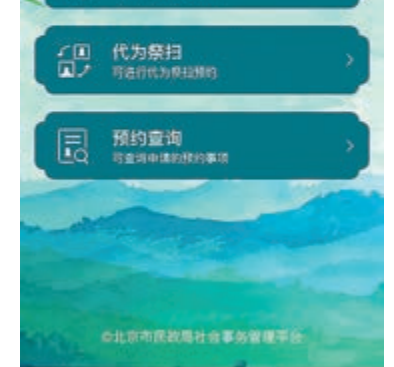 代为祭扫
可进行代为祭扫预约
预约查询
可查询申请的预约事项
©北京市民政局社会事务管理平台